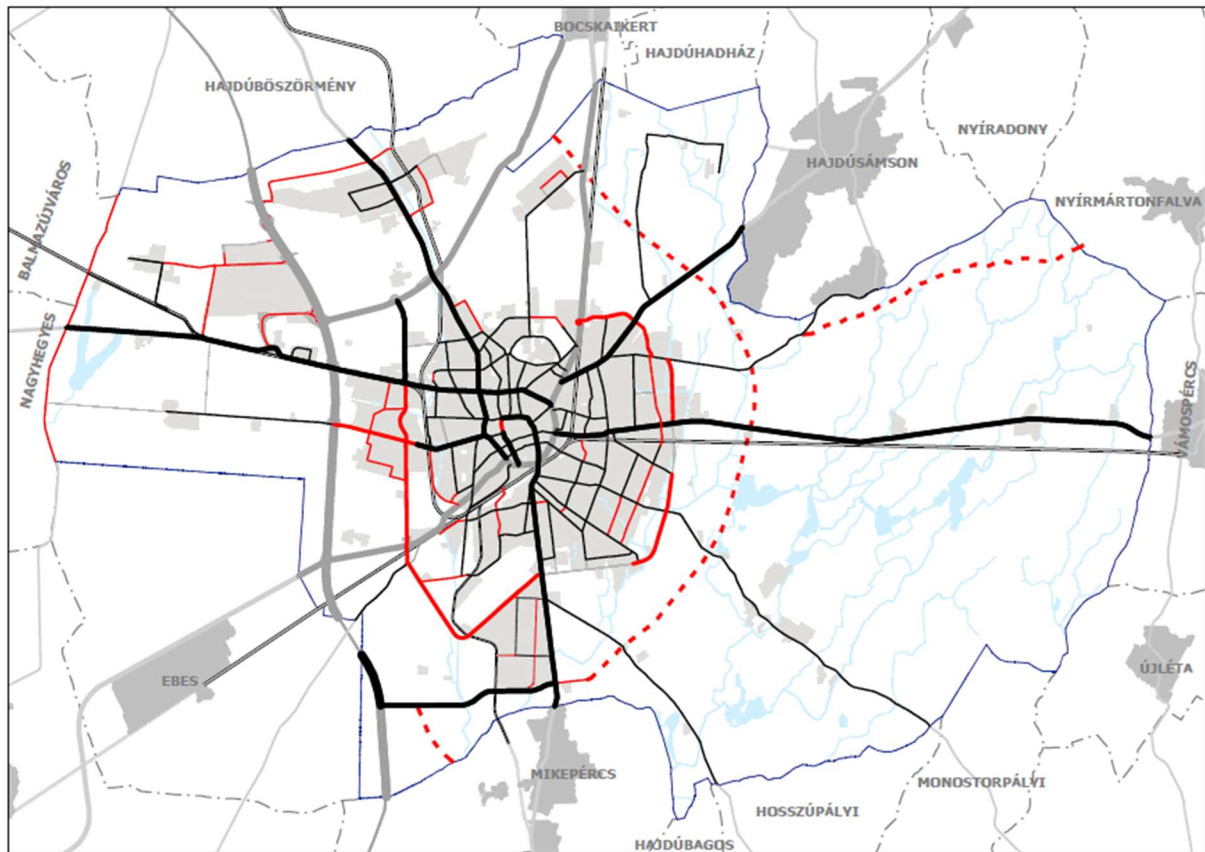 BOCSKAIKERT
HAJDÚHADHÁZ
HAJDÚBÖSZÖRMÉNY
NYÍRADONY
HAJDÚSÁMSON
NYÍRMÁRTONFALVA
BALMAZÚJVÁROS
NAGYHEGYES
VÁMOSPÉRCS
EBES
ÚJLÉTA
MIKEPÉRCS
MONOSTORPÁLYI
HOSSZÚPÁLYI
HAJDÚBAGOS